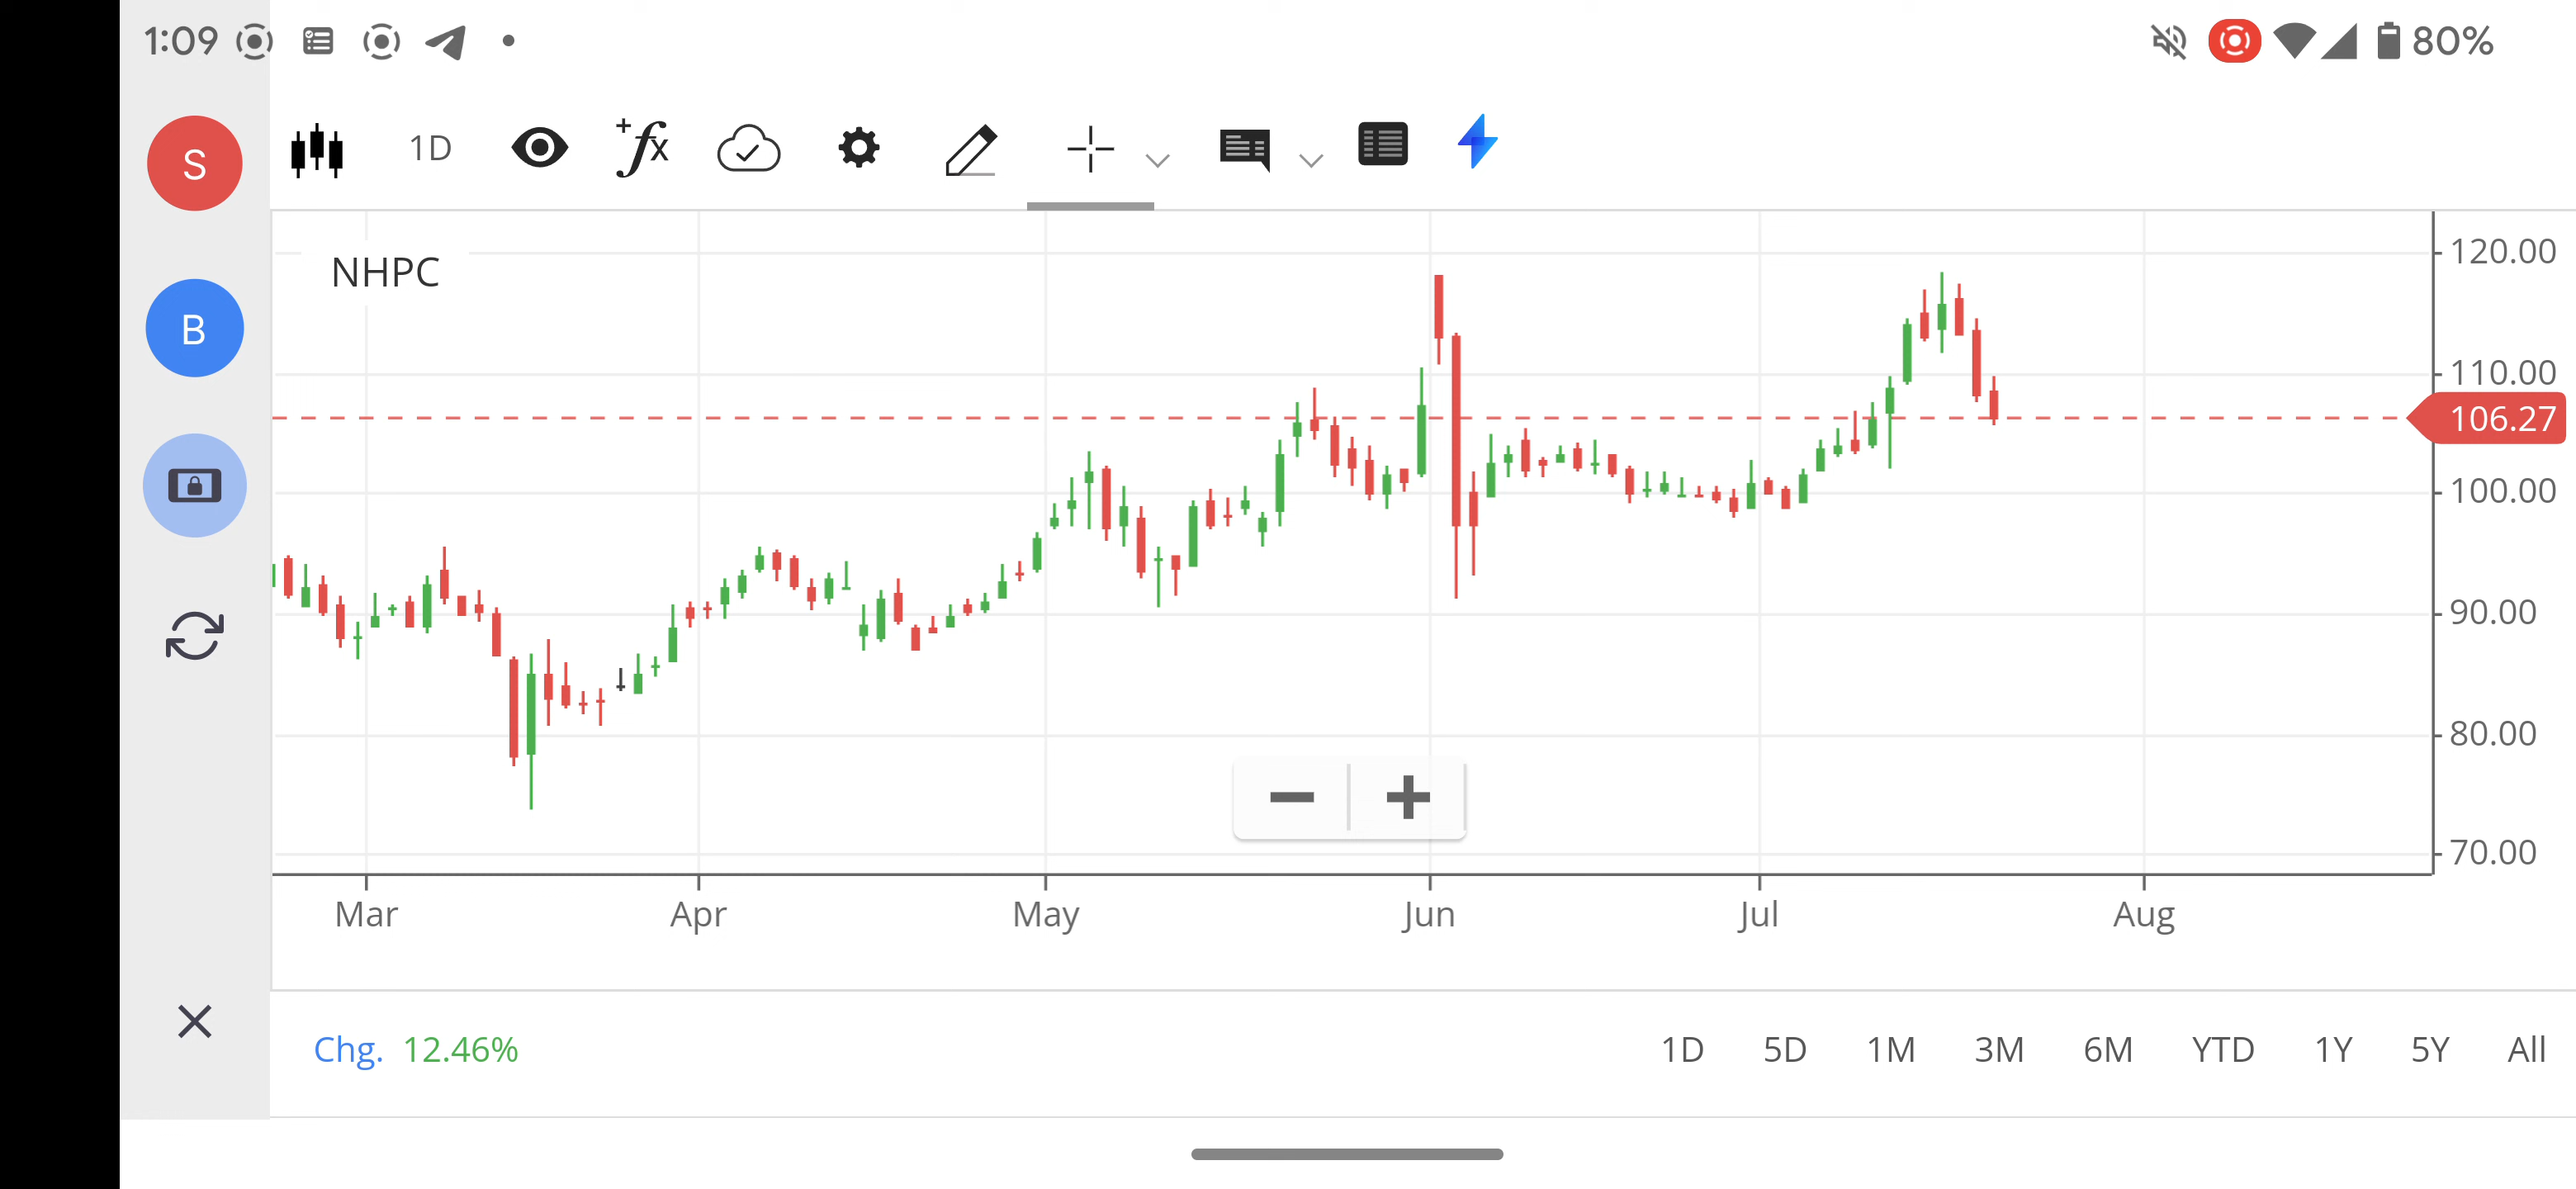 1:09 80%
S
B
1D
+fx
NHPC
120.00
110.00
106.27
100.00
90.00
80.00
70.00
Mar Apr May Jun Jul Aug
Chg. 12.46% 1D 5D 1M 3M 6M YTD 1Y 5Y All